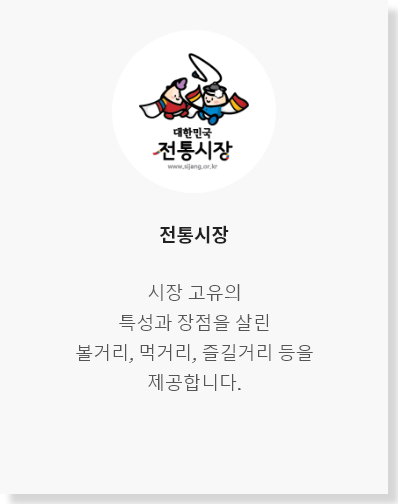 대한민국
전통시장
www.sijang.or.kr
전통시장
시장 고유의
특성과 장점을 살린
볼거리, 먹거리, 즐길거리 등을
제공합니다.